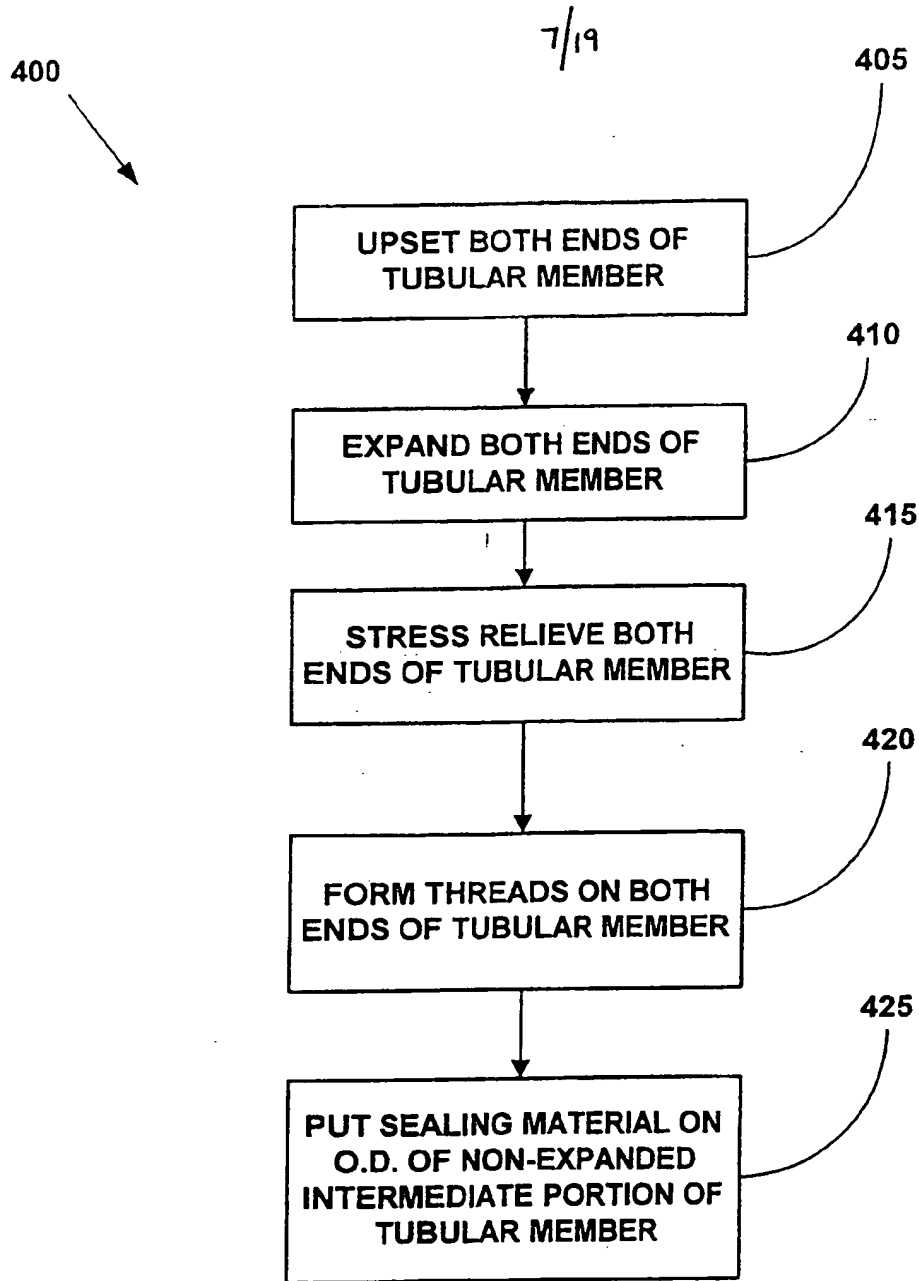 7/19
400
405
UPSET BOTH ENDS OF
TUBULAR MEMBER
410
EXPAND BOTH ENDS OF
TUBULAR MEMBER
415
STRESS RELIEVE BOTH
ENDS OF TUBULAR MEMBER
420
FORM THREADS ON BOTH
ENDS OF TUBULAR MEMBER
425
PUT SEALING MATERIAL ON
O.D. OF NON-EXPANDED
INTERMEDIATE PORTION OF
TUBULAR MEMBER